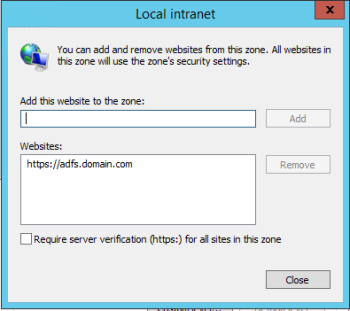 Local intranet
x
You can add and remove websites from this zone. All websites in
this zone will use the zone's security settings.
Add this website to the zone:
Add
Websites:
https://adfs.domain.com
Remove
Require server verification (https:) for all sites in this zone
Close